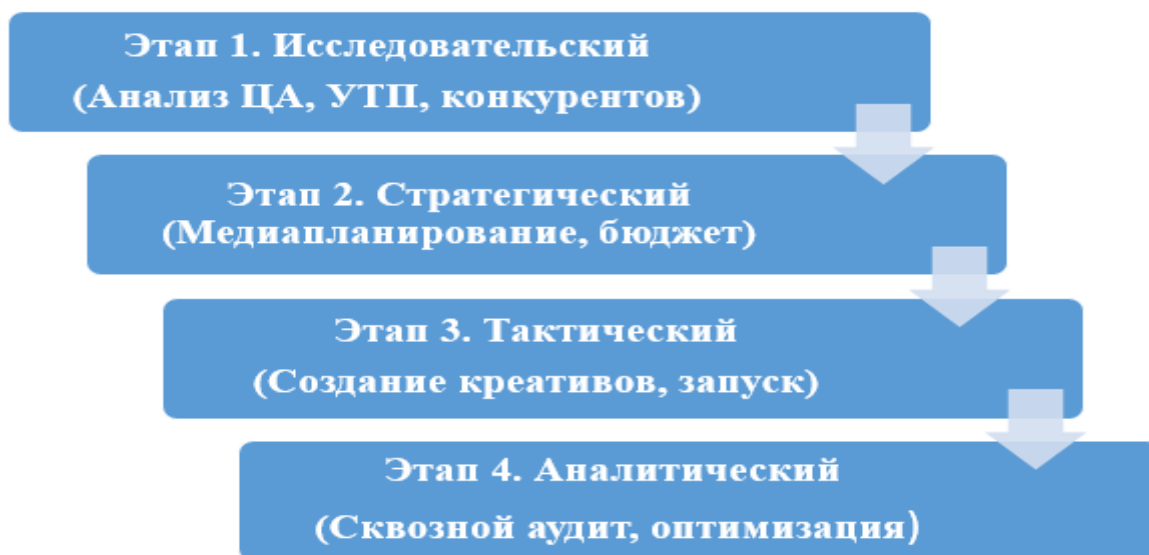 Этап 1. Исследовательский
(Анализ ЦА, УТП, конкурентов)
Этап 2. Стратегический
(Медиапланирование, бюджет)
Этап 3. Тактический
(Создание креативов, запуск)
Этап 4. Аналитический
(Сквозной аудит, оптимизация)